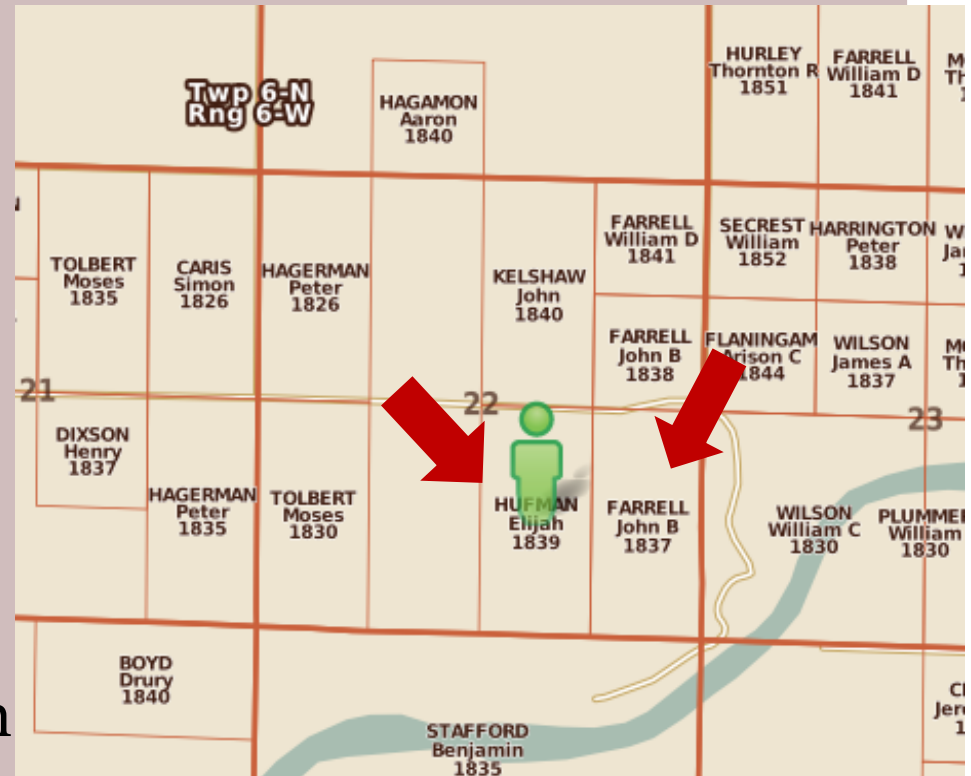 Twp 6-N
Rng 6-W
HAGAMON
Aaron
1840
HURLEY
Thornton R
1851
FARRELL
William D
1841
TOLBERT
Moses
1835
CARIS
Simon
1826
HAGERMAN
Peter
1826
KELSHAW
John
1840
FARRELL
William D
1841
SECREST
William
1852
HARRINGTON
Peter
1838
FARRELL
John B
1838
FLANINGAM
Arison C
1844
WILSON
James A
1837
21
22
23
DIXSON
Henry
1837
HAGERMAN
Peter
1835
TOLBERT
Moses
1830
HUFMAN
Elijah
1839
FARRELL
John B
1837
WILSON
William C
1830
PLUMMER
William
1830
BOYD
Drury
1840
STAFFORD
Benjamin
1835